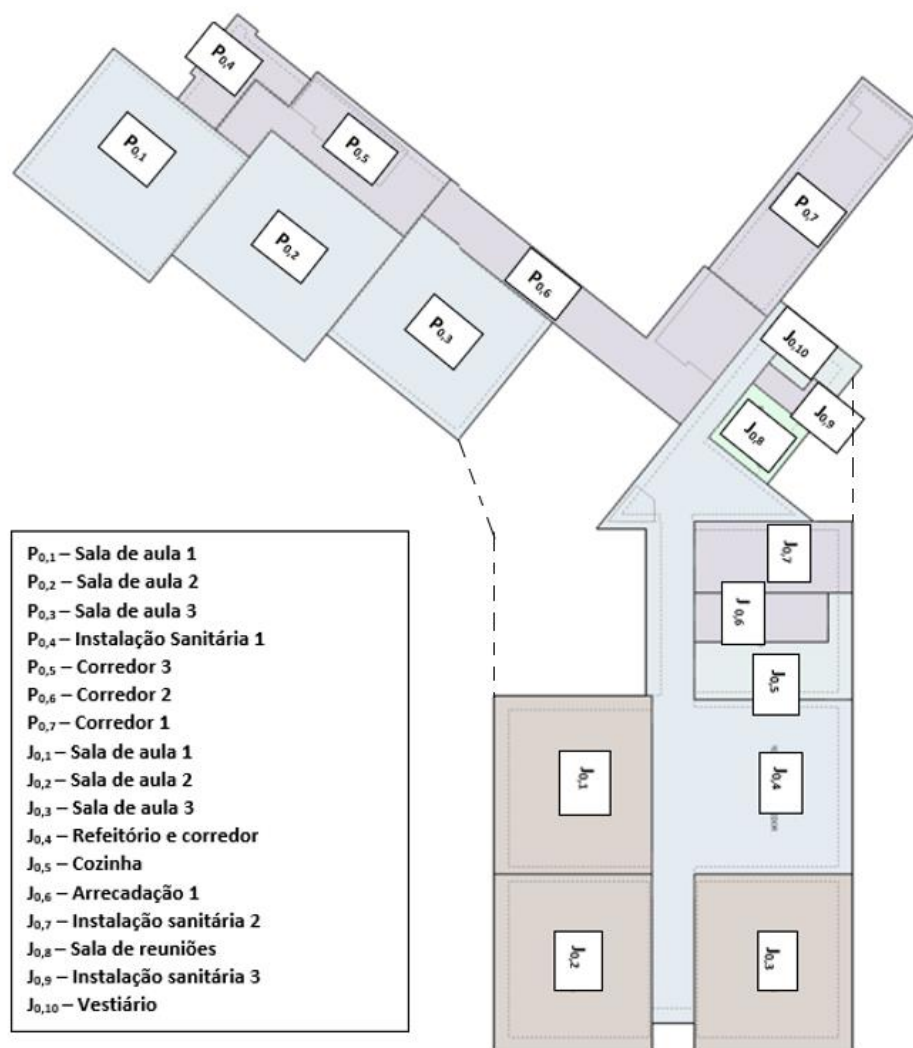 P0,4
P0,1
P0,5
P0,2
P0,7
P0,6
P0,3
J0,10
J0,9
J0,8
J0,7
J 0,6
J0,5
J0,1
J0,4
J0,2
J0,3
P0,1 – Sala de aula 1
P0,2 – Sala de aula 2
P0,3 – Sala de aula 3
P0,4 – Instalação Sanitária 1
P0,5 – Corredor 3
P0,6 – Corredor 2
P0,7 – Corredor 1
J0,1 – Sala de aula 1
J0,2 – Sala de aula 2
J0,3 – Sala de aula 3
J0,4 – Refeitório e corredor
J0,5 – Cozinha
J0,6 – Arrecadação 1
J0,7 – Instalação sanitária 2
J0,8 – Sala de reuniões
J0,9 – Instalação sanitária 3
J0,10 – Vestiário